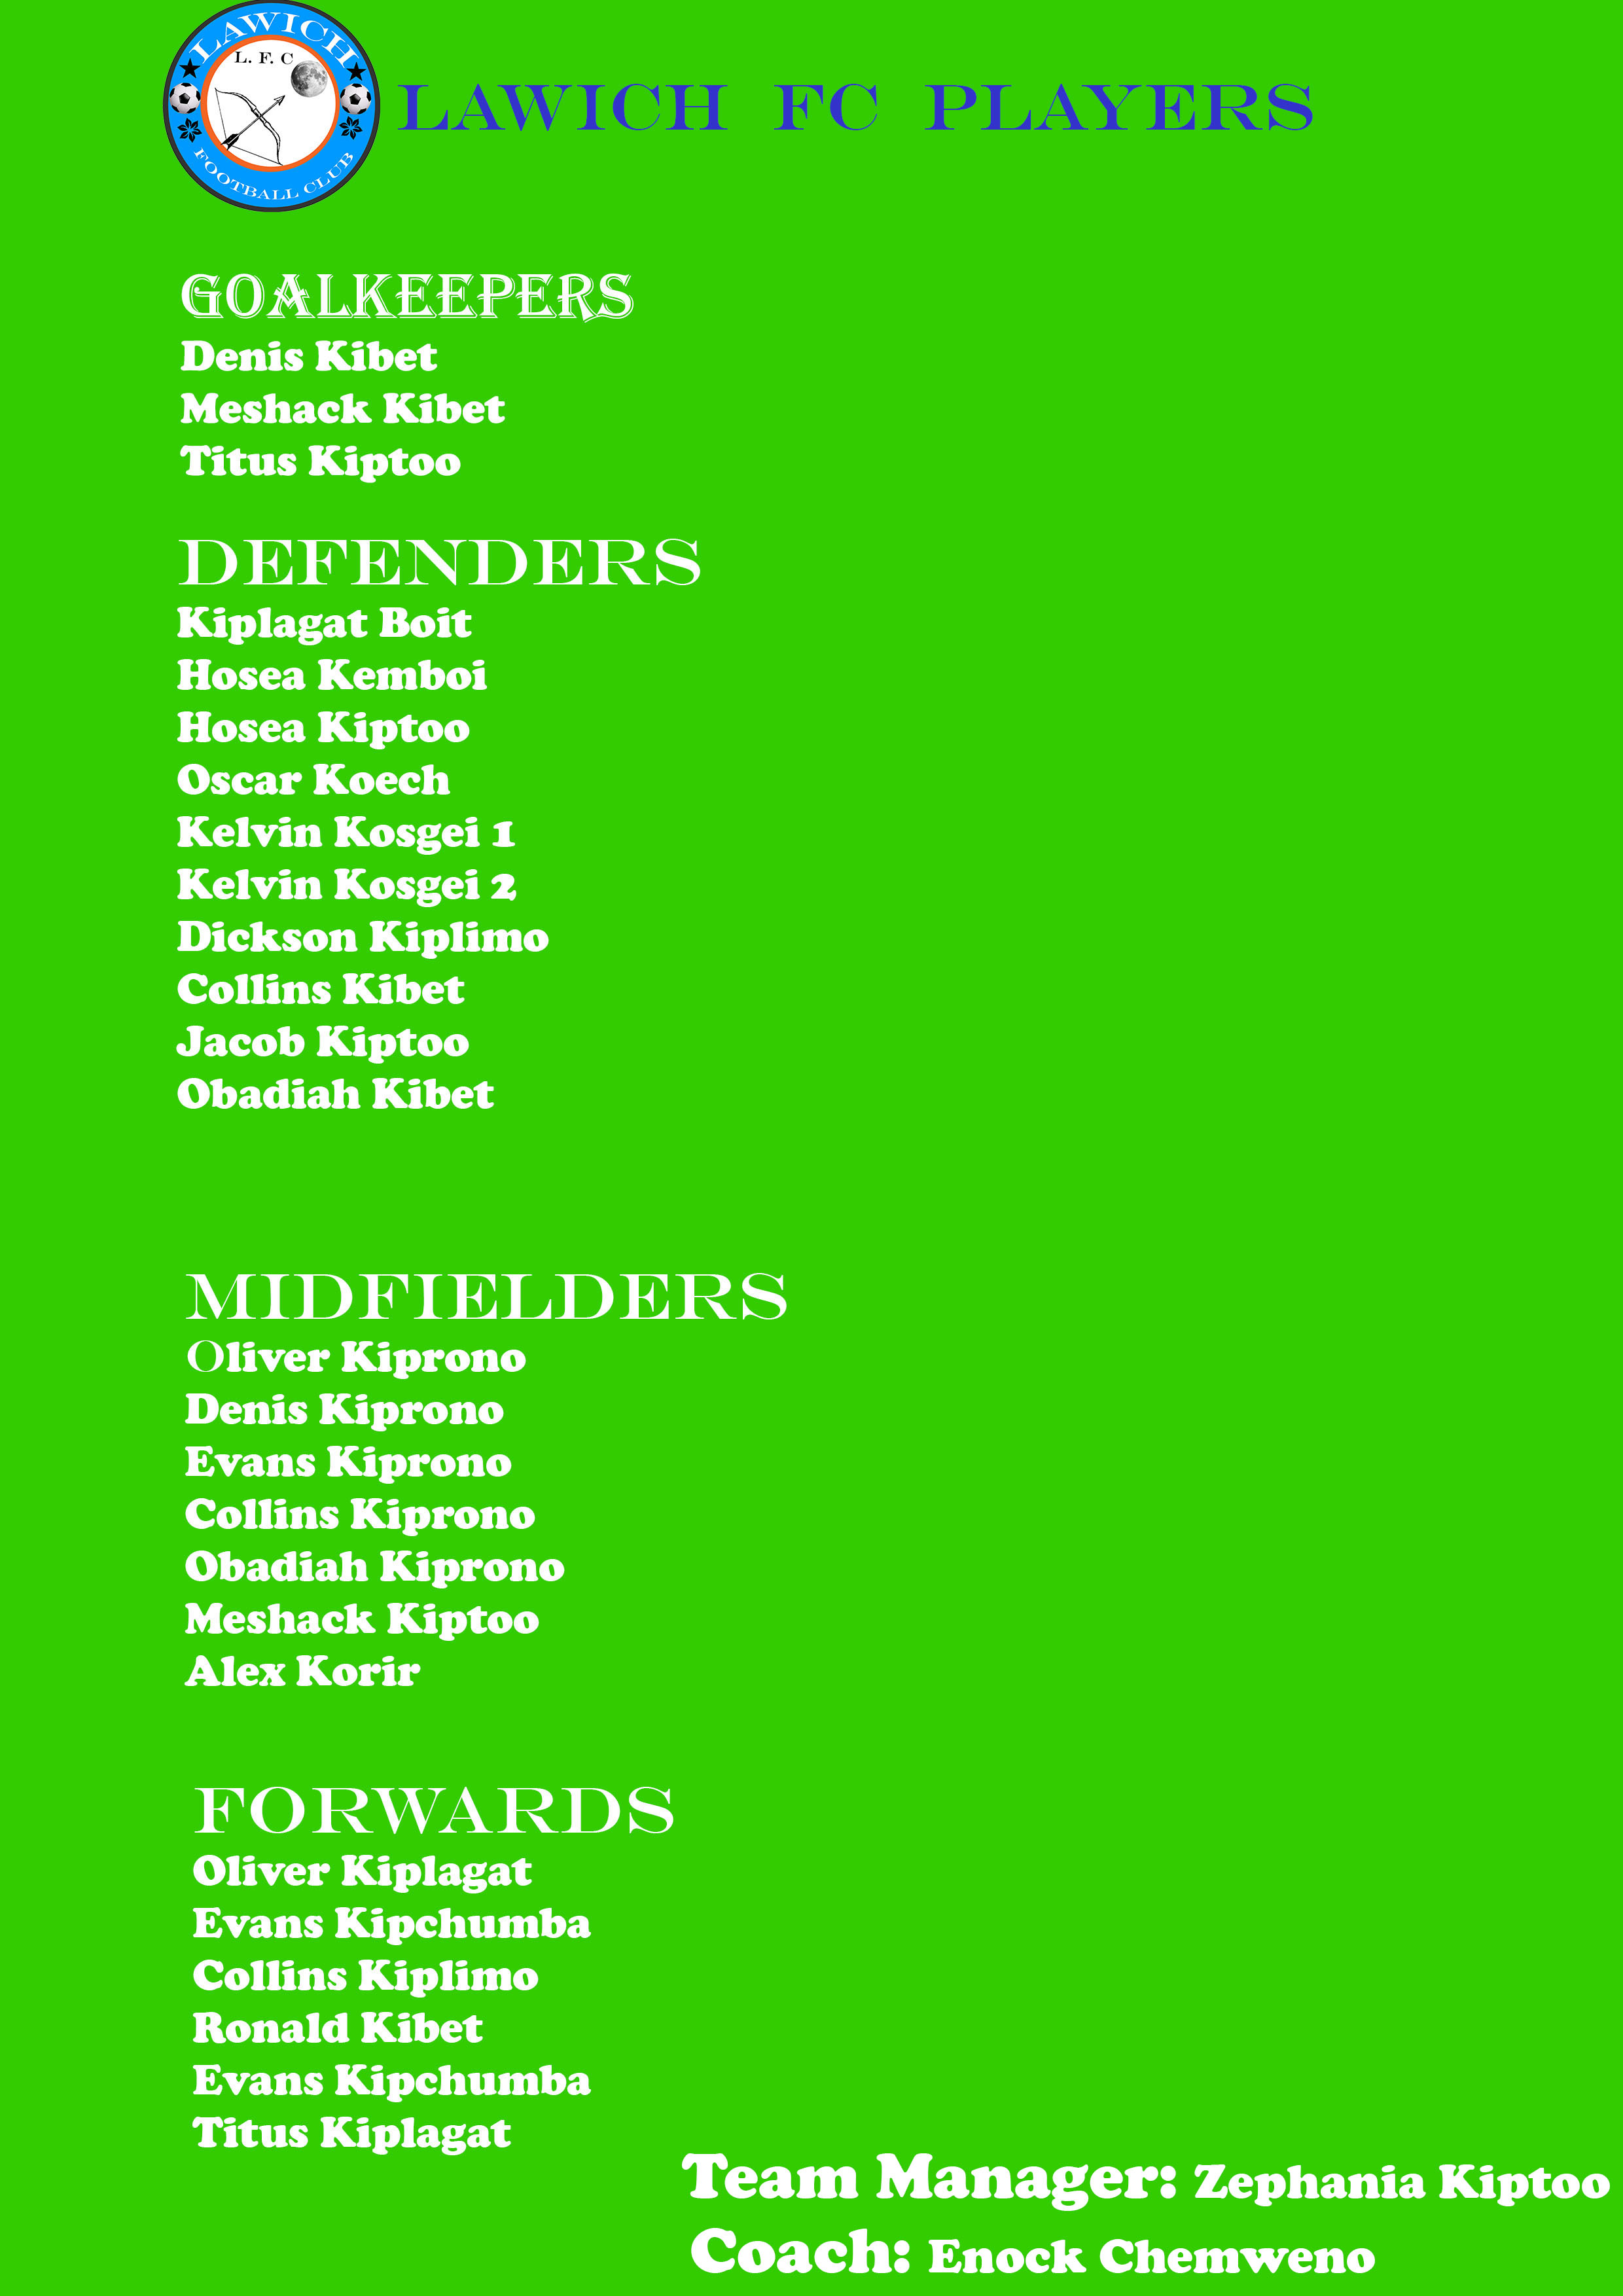 LAWICH
L. F. C
FOOTBALL CLUB
LAWICH FC PLAYERS
GOALKEEPERS
Denis Kibet
Meshack Kibet
Titus Kiptoo
DEFENDERS
Kiplagat Boit
Hosea Kemboi
Hosea Kiptoo
Oscar Koech
Kelvin Kosgei 1
Kelvin Kosgei 2
Dickson Kiplimo
Collins Kibet
Jacob Kiptoo
Obadiah Kibet
MIDFIELDERS
Oliver Kiprono
Denis Kiprono
Evans Kiprono
Collins Kiprono
Obadiah Kiprono
Meshack Kiptoo
Alex Korir
FORWARDS
Oliver Kiplagat
Evans Kipchumba
Collins Kiplimo
Ronald Kibet
Evans Kipchumba
Titus Kiplagat
Team Manager: Zephania Kiptoo
Coach: Enock Chemweno